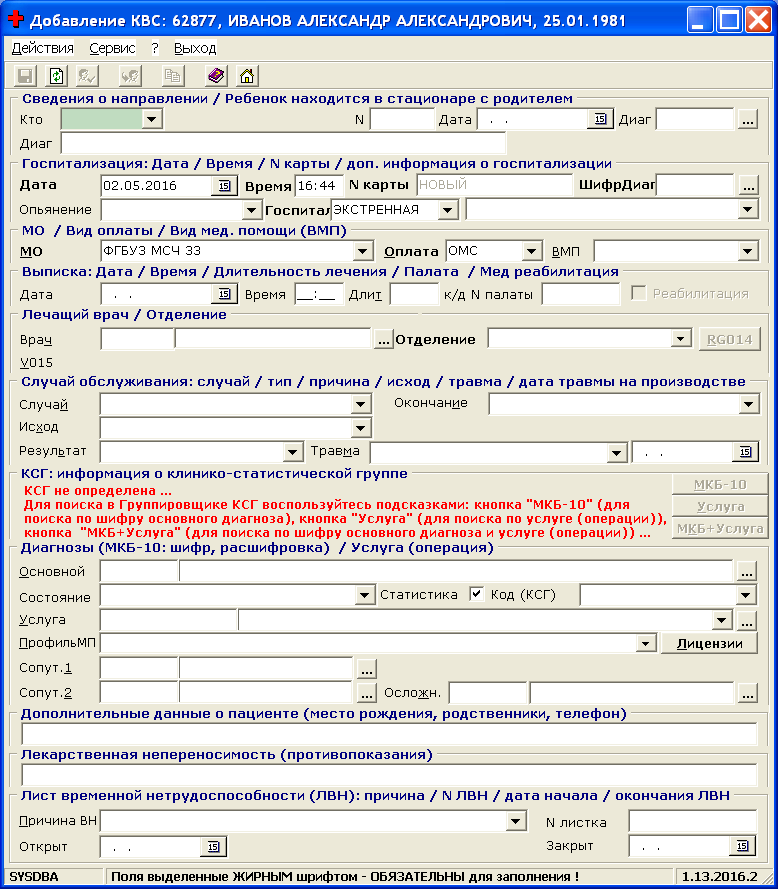 Добавление КВС: 62877, ИВАНОВ АЛЕКСАНДР АЛЕКСАНДРОВИЧ, 25.01.1981
Действия Сервис ? Выход
Сведения о направлении / Ребенок находится в стационаре с родителем
Кто N Дата . . 15 Диаг ...
Диаг
Госпитализация: Дата / Время / N карты / доп. информация о госпитализации
Дата 02.05.2016 15 Время 16:44 N карты НОВЫЙ ШифрДиаг ...
Опьянение Госпитал ЭКСТРЕННАЯ
МО / Вид оплаты / Вид мед. помощи (ВМП)
МО ФГБУЗ МСЧ 33 Оплата ОМС ВМП
Выписка: Дата / Время / Длительность лечения / Палата / Мед реабилитация
Дата . . 15 Время __:__ Длит к/д N палаты Реабилитация
Лечащий врач / Отделение
Врач ... Отделение RG014
V015
Случай обслуживания: случай / тип / причина / исход / травма / дата травмы на производстве
Случай Окончание
Исход
Результат Травма . . 15
КСГ: информация о клинико-статистической группе
КСГ не определена ... МКБ-10
Для поиска в Группировщике КСГ воспользуйтесь подсказками: кнопка "МКБ-10" (для
поиска по шифру основного диагноза), кнопка "Услуга" (для поиска по услуге (операции)), Услуга
кнопка "МКБ+Услуга" (для поиска по шифру основного диагноза и услуге (операции)) ... МКБ+Услуга
Диагнозы (МКБ-10: шифр, расшифровка) / Услуга (операция)
Основной ...
Состояние Статистика Код (КСГ)
Услуга ...
ПрофильМП Лицензии
Сопут.1 ...
Сопут.2 ... Осложн. ...
Дополнительные данные о пациенте (место рождения, родственники, телефон)
Лекарственная непереносимость (противопоказания)
Лист временной нетрудоспособности (ЛВН): причина / N ЛВН / дата начала / окончания ЛВН
Причина ВН N листка
Открыт . . 15 Закрыт . . 15
SYSDBA Поля выделенные ЖИРНЫМ шрифтом - ОБЯЗАТЕЛЬНЫ для заполнения ! 1.13.2016.2